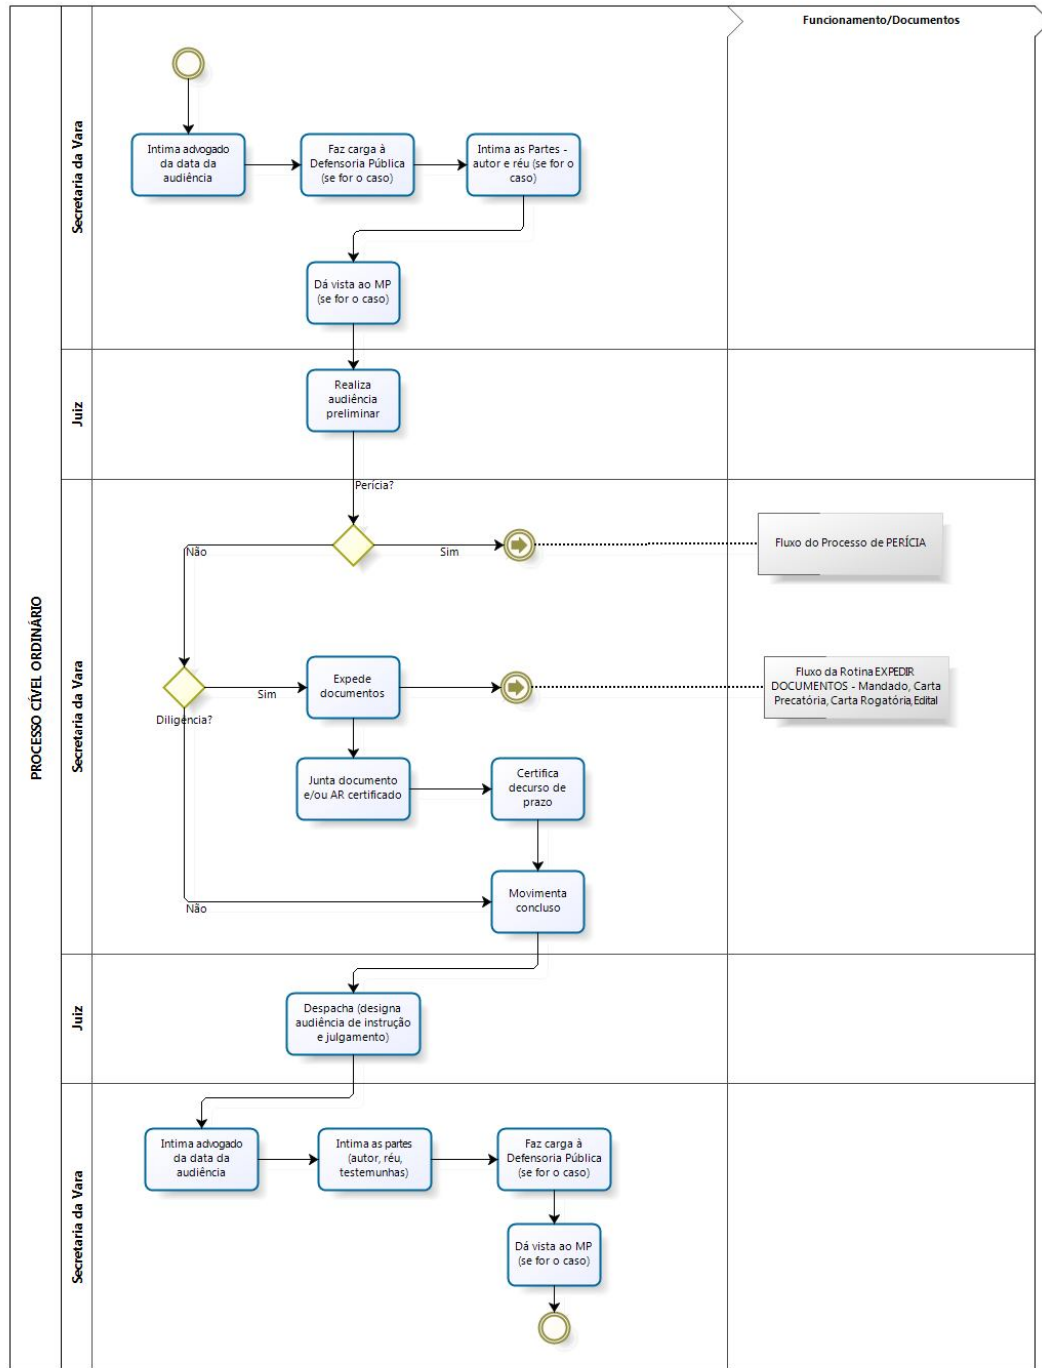 Funcionamento/Documentos
PROCESSO CÍVEL ORDINÁRIO
Secretaria da Vara
Intima advogado
da data da
audiência
Faz carga à
Defensoria Pública
(se for o caso)
Intima as Partes -
autor e réu (se for o
caso)
Dá vista ao MP
(se for o caso)
Juiz
Realiza
audiência
preliminar
Secretaria da Vara
Perícia?
Não
Sim
Fluxo do Processo de PERÍCIA
Diligência?
Sim
Expede
documentos
Fluxo da Rotina EXPEDIR
DOCUMENTOS - Mandado, Carta
Precatória, Carta Rogatória, Edital
Junta documento
e/ou AR certificado
Certifica
decurso de
prazo
Não
Movimenta
concluso
Juiz
Despacha (designa
audiência de instrução
e julgamento)
Secretaria da Vara
Intima advogado
da data da
audiência
Intima as partes
(autor, réu,
testemunhas)
Faz carga à
Defensoria Pública
(se for o caso)
Dá vista ao MP
(se for o caso)